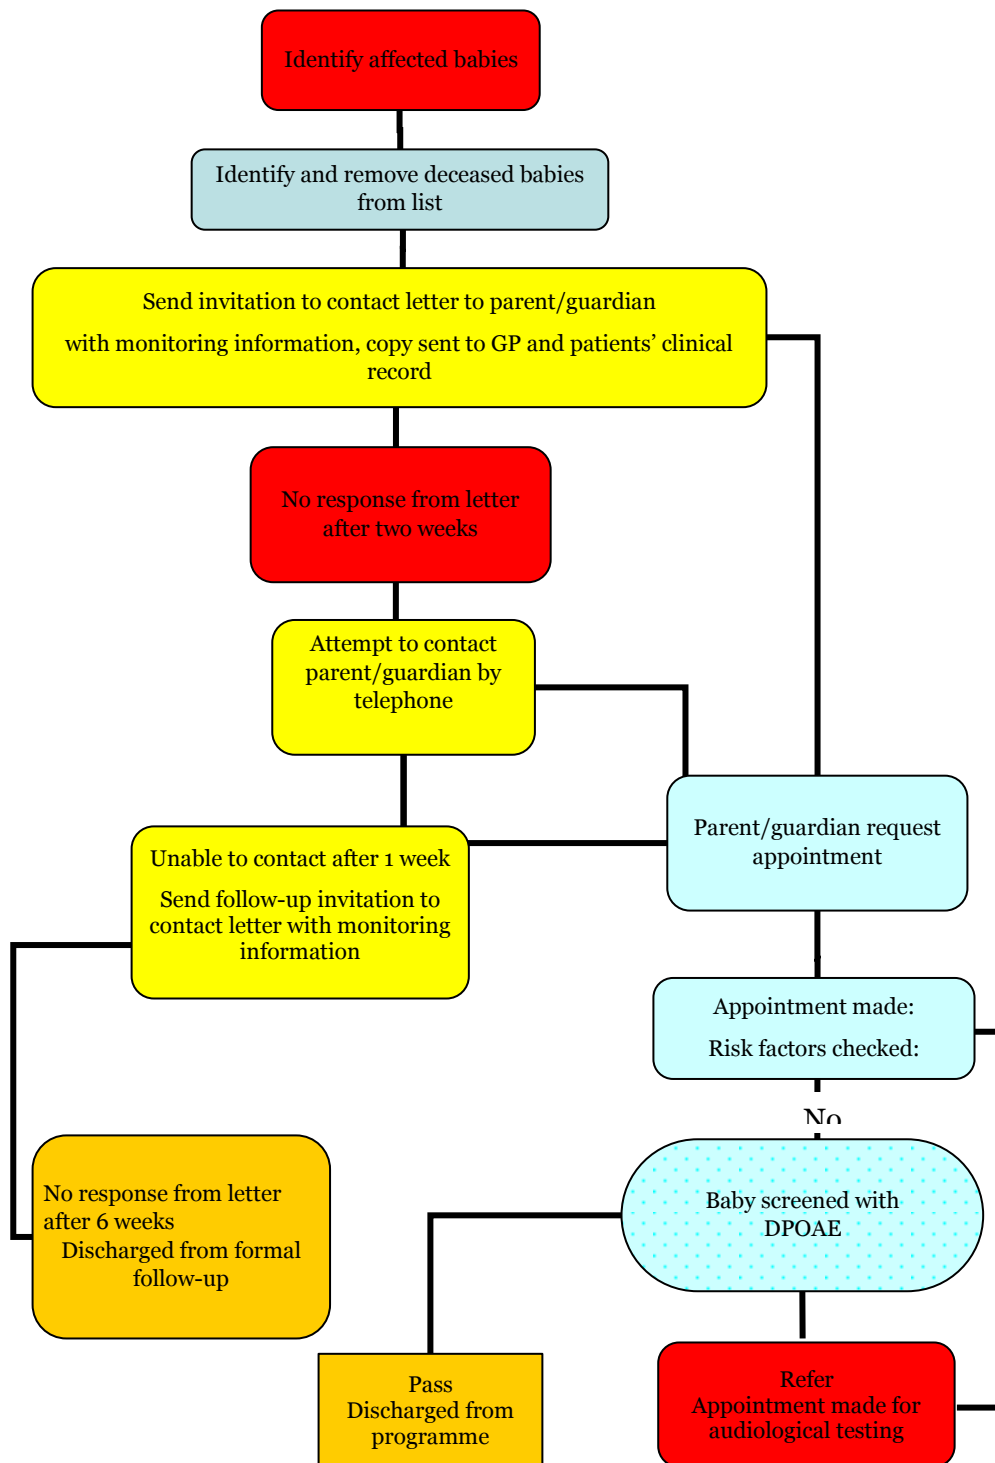 Identify affected babies
Identify and remove deceased babies
from list
Send invitation to contact letter to parent/guardian
with monitoring information, copy sent to GP and patients’ clinical
record
No response from letter
after two weeks
Attempt to contact
parent/guardian by
telephone
Parent/guardian request
appointment
Unable to contact after 1 week
Send follow-up invitation to
contact letter with monitoring
information
Appointment made:
Risk factors checked:
No
No response from letter
after 6 weeks
Discharged from formal
follow-up
Baby screened with
DPOAE
Pass
Discharged from
programme
Refer
Appointment made for
audiological testing